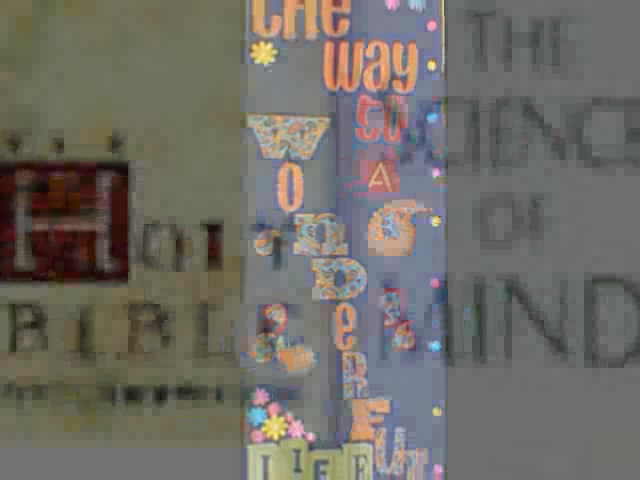 THE
way
to
A
WONDERFUL
LIFE
HOLY
BIBLE
THE
SCIENCE
OF
MIND